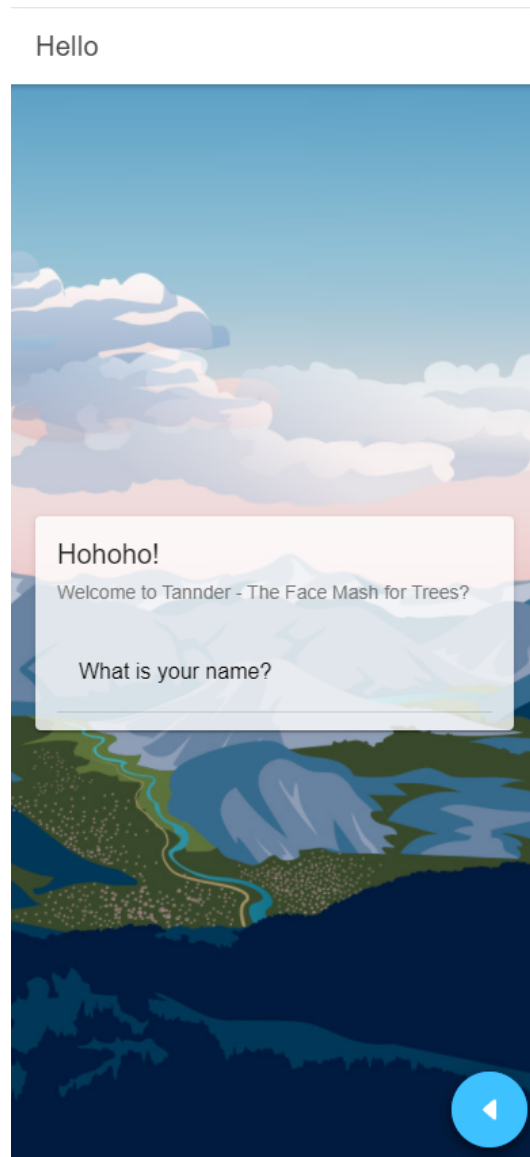 Hello
Hohoho!
Welcome to Tannder - The Face Mash for Trees?
What is your name?